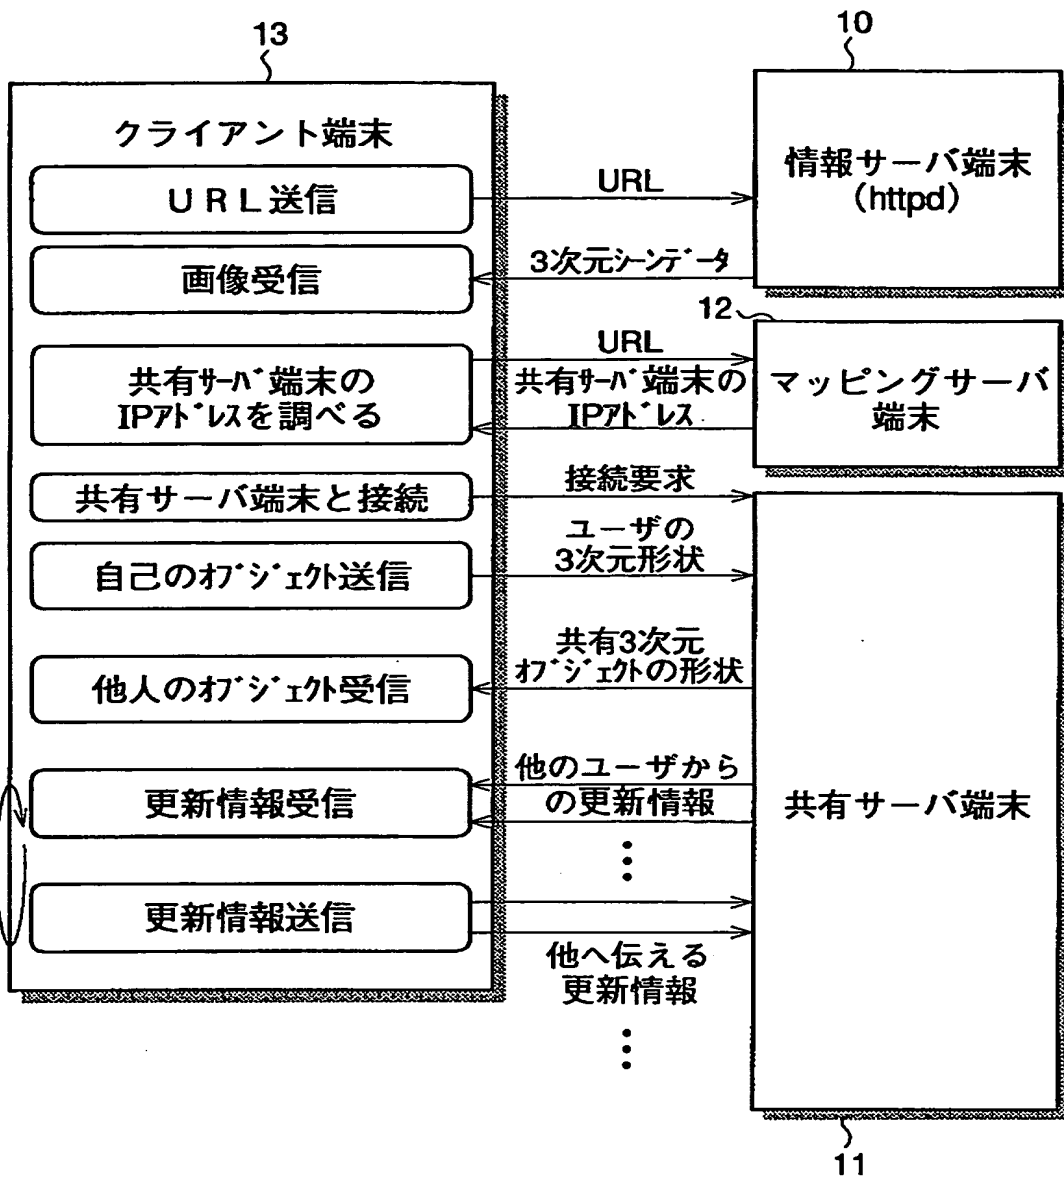 13
クライアント端末
URL送信
画像受信
共有サーバ端末の
IPアドレスを調べる
共有サーバ端末と接続
自己のオブジェクト送信
他人のオブジェクト受信
更新情報受信
更新情報送信
URL
3次元シーンデータ
URL
共有サーバ端末の
IPアドレス
接続要求
ユーザの
3次元形状
共有3次元
オブジェクトの形状
他のユーザから
の更新情報
他へ伝える
更新情報
10
情報サーバ端末
(httpd)
12
マッピングサーバ
端末
共有サーバ端末
11